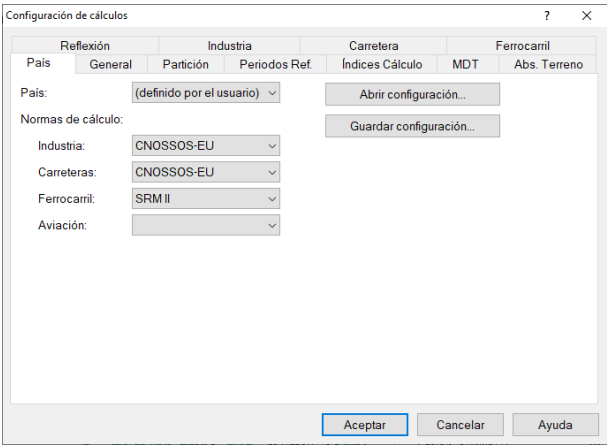 Configuración de cálculos ? ×
Reflexión Industria Carretera Ferrocarril
País General Partición Periodos Ref. Índices Cálculo MDT Abs. Terreno
País: (definido por el usuario) Abrir configuración...
Normas de cálculo: Guardar configuración...
Industria: CNOSSOS-EU
Carreteras: CNOSSOS-EU
Ferrocarril: SRM II
Aviación:
Aceptar Cancelar Ayuda